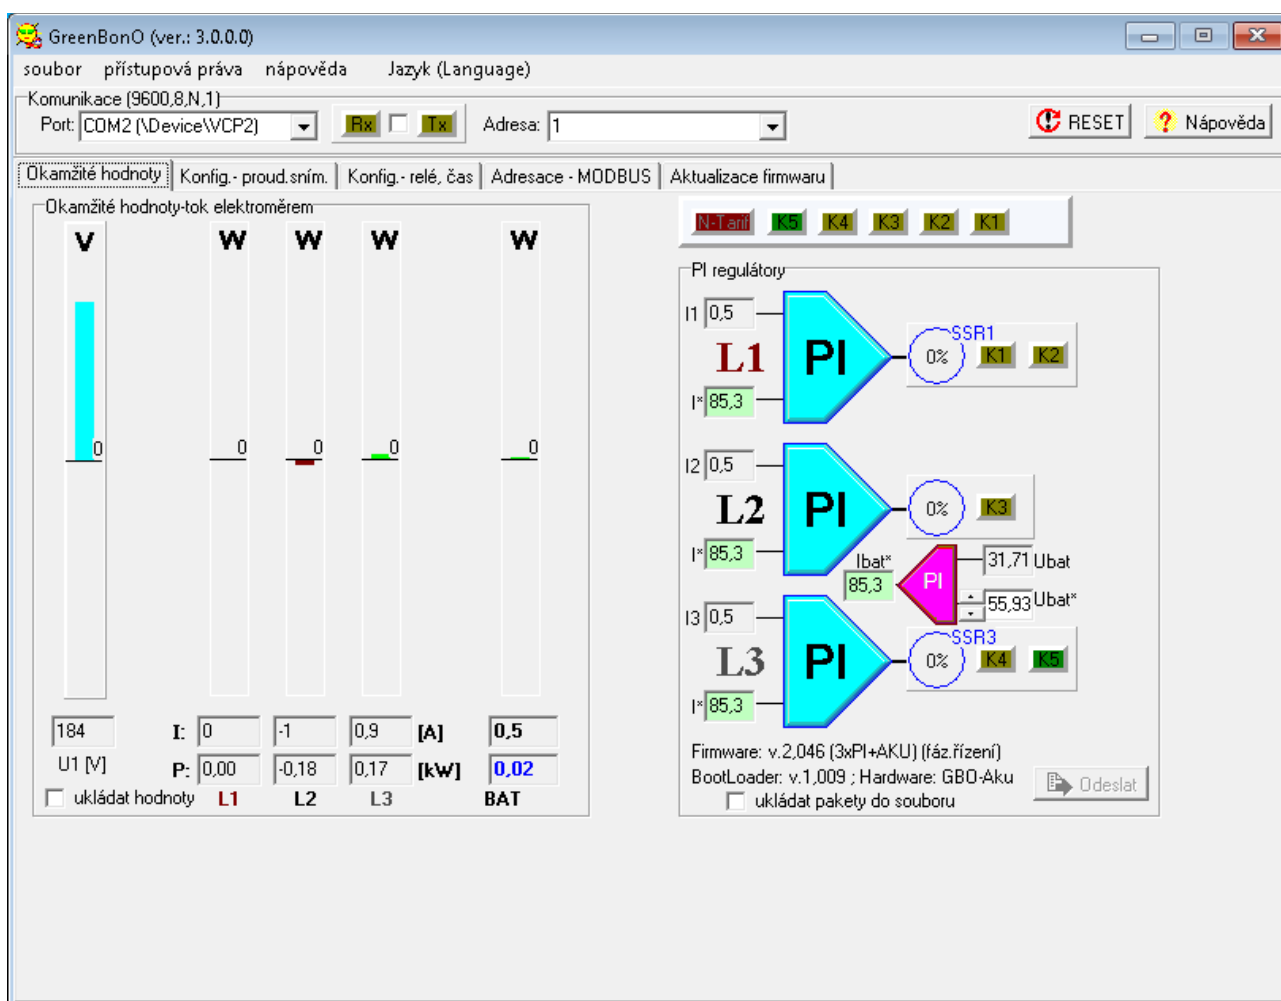 GreenBonO (ver.: 3.0.0.0)
soubor přístupová práva nápověda Jazyk (Language)
Komunikace (9600,8,N,1)
Port: COM2 (\Device\VCP2) Rx Tx Adresa: 1 RESET ? Nápověda
Okamžité hodnoty Konfig.- proud.sním. Konfig.- relé, čas Adresace - MODBUS Aktualizace firmwaru
Okamžité hodnoty-tok elektroměrem
V W W W W
0 0 0 0 0
184 I: 0 -1 0,9 [A] 0,5
U1 [V] P: 0,00 -0,18 0,17 [kW] 0,02
ukládat hodnoty L1 L2 L3 BAT
N-Tarif K5 K4 K3 K2 K1
PI regulátory
I1 0,5
L1 PI 0% SSR1 K1 K2
I* 85,3
I2 0,5
L2 PI 0% K3
I* 85,3
Ibat* 85,3 PI 31,71 Ubat
55,93 Ubat*
I3 0,5
L3 PI 0% SSR3 K4 K5
I* 85,3
Firmware: v.2,046 (3xPI+AKU) (fáz.řízení)
BootLoader: v.1,009 ; Hardware: GBO-Aku
ukládat pakety do souboru Odeslat